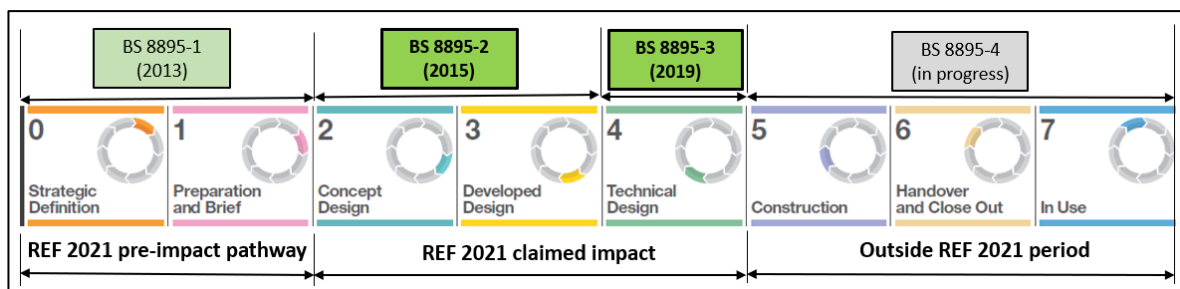 BS 8895-1
(2013)
BS 8895-2
(2015)
BS 8895-3
(2019)
BS 8895-4
(in progress)
0
Strategic
Definition
1
Preparation
and Brief
2
Concept
Design
3
Developed
Design
4
Technical
Design
5
Construction
6
Handover
and Close Out
7
In Use
REF 2021 pre-impact pathway
REF 2021 claimed impact
Outside REF 2021 period